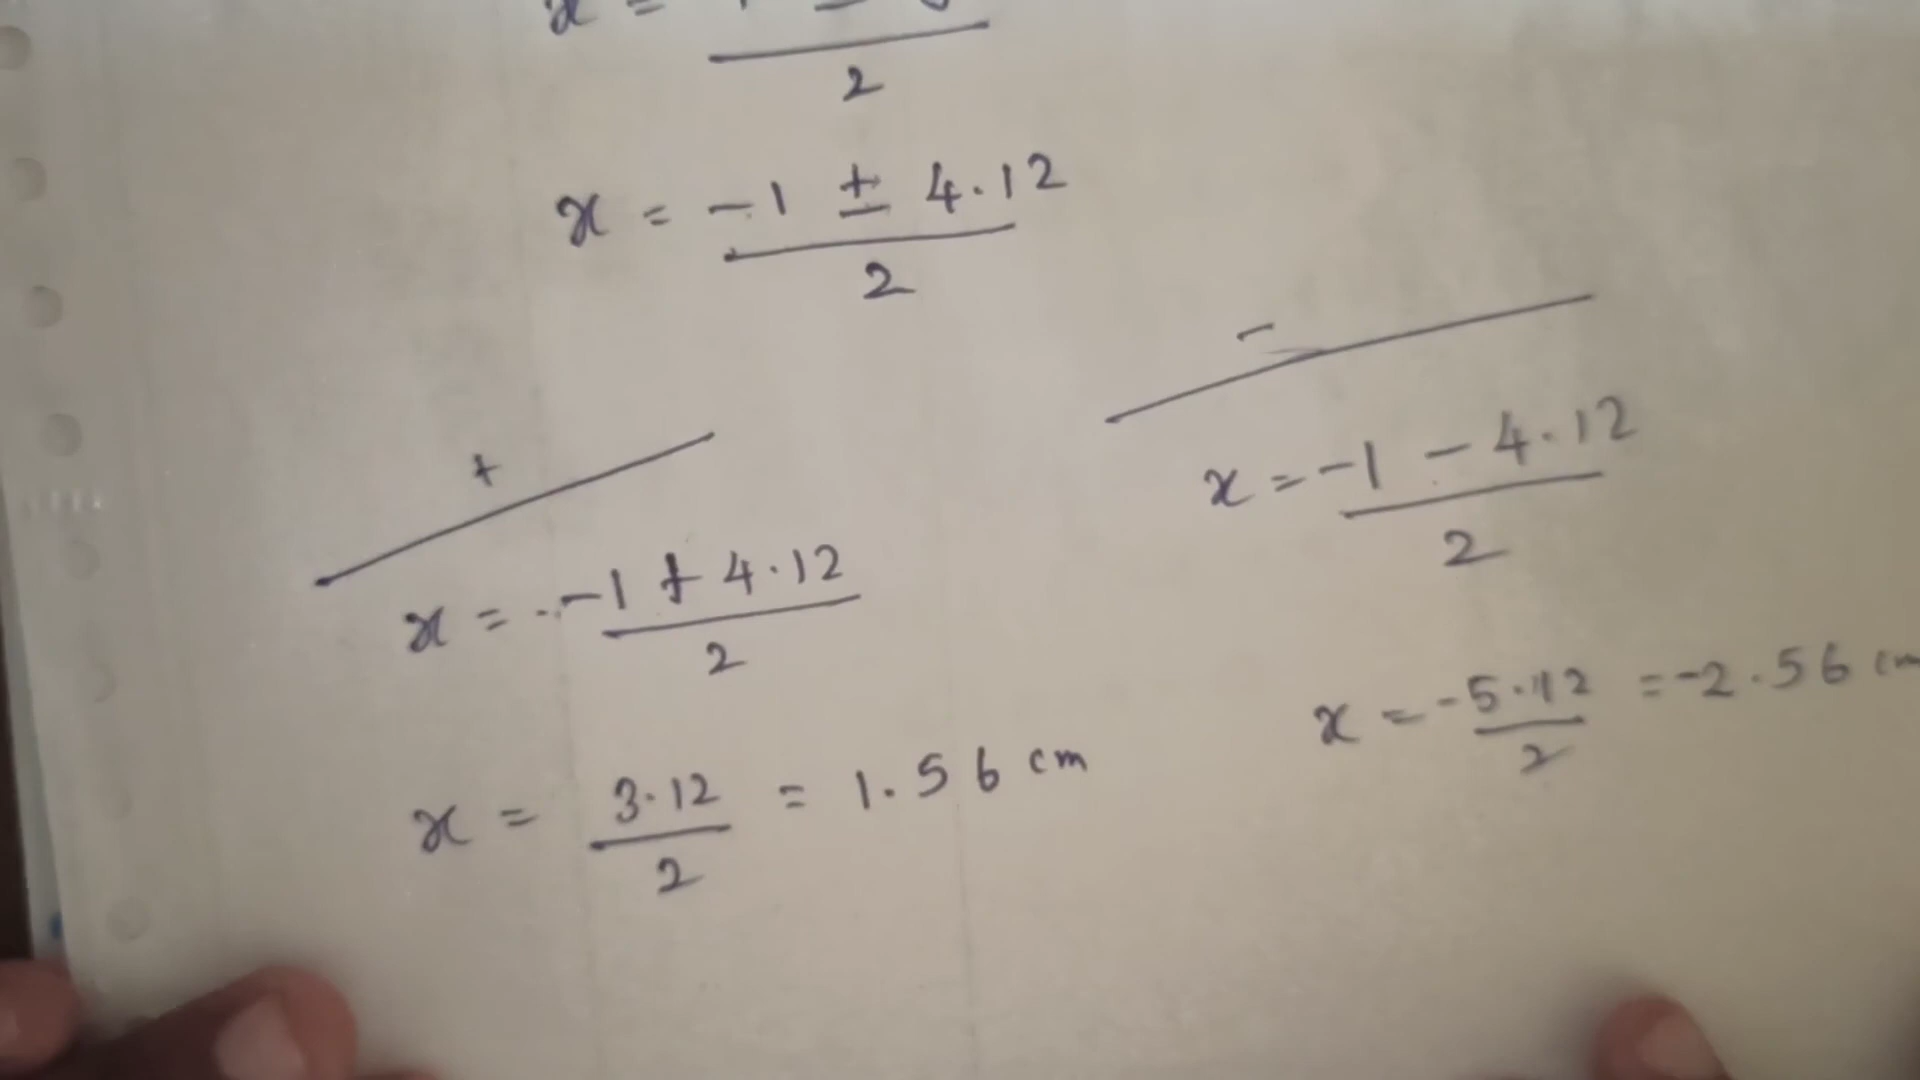 2
x = -1 ± 4.12
2
+
x = -1 + 4.12
2
x = 3.12 = 1.56 cm
2
-
x = -1 - 4.12
2
x = -5.12 = -2.56 cm
2